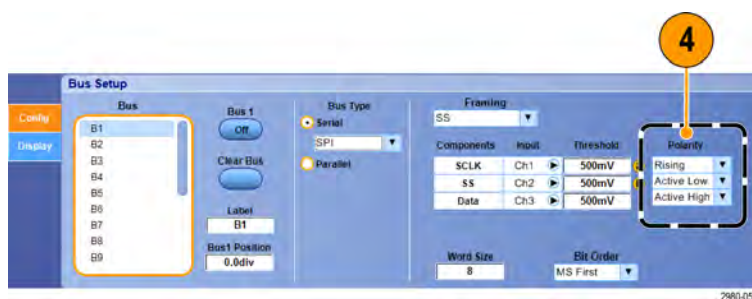 4
Bus Setup
Config
Display
Bus
B1
B2
B3
B4
B5
B6
B7
B8
B9
Bus 1
Off
Clear Bus
Label
B1
Bus1 Position
0.0div
Bus Type
Serial
SPI
Parallel
Framing
SS
Components Input Threshold Polarity
SCLK Ch1 500mV Rising
SS Ch2 500mV Active Low
Data Ch3 500mV Active High
Word Size
8
Bit Order
MS First
2980-05